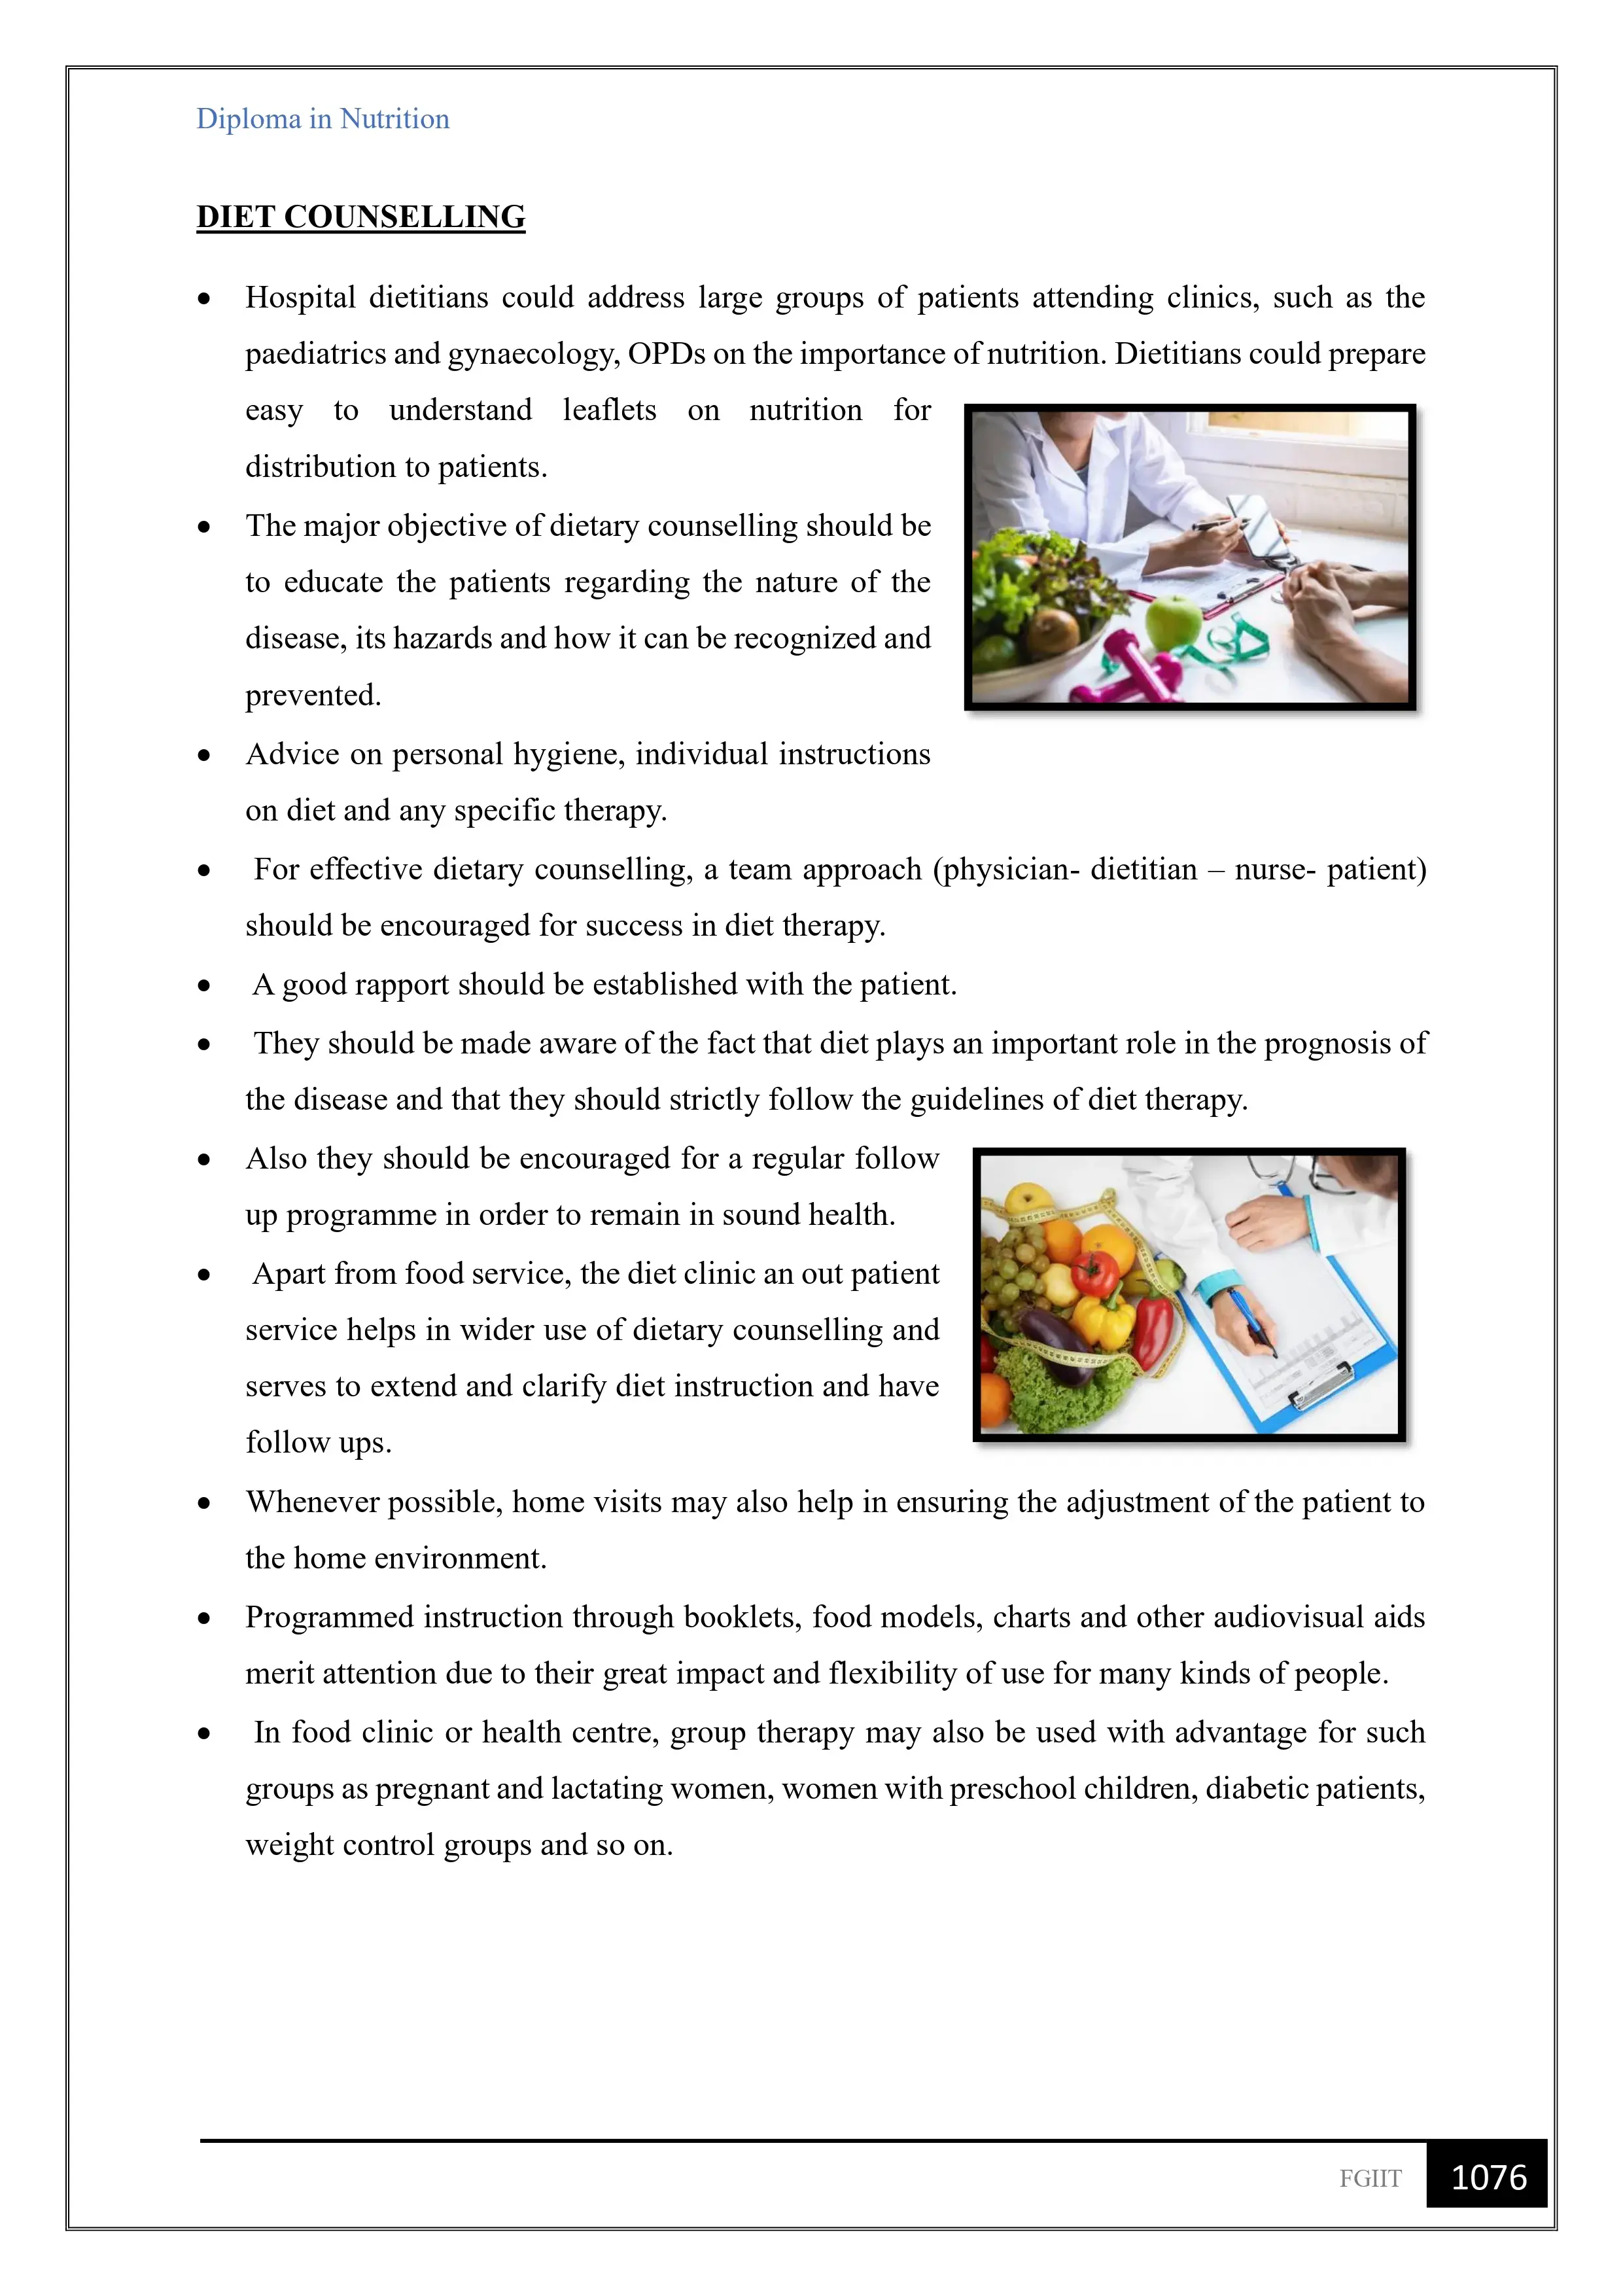 Diploma in Nutrition
DIET COUNSELLING
• Hospital dietitians could address large groups of patients attending clinics, such as the
paediatrics and gynaecology, OPDs on the importance of nutrition. Dietitians could prepare
easy to understand leaflets on nutrition for
distribution to patients.
• The major objective of dietary counselling should be
to educate the patients regarding the nature of the
disease, its hazards and how it can be recognized and
prevented.
• Advice on personal hygiene, individual instructions
on diet and any specific therapy.
• For effective dietary counselling, a team approach (physician- dietitian – nurse- patient)
should be encouraged for success in diet therapy.
• A good rapport should be established with the patient.
• They should be made aware of the fact that diet plays an important role in the prognosis of
the disease and that they should strictly follow the guidelines of diet therapy.
• Also they should be encouraged for a regular follow
up programme in order to remain in sound health.
• Apart from food service, the diet clinic an out patient
service helps in wider use of dietary counselling and
serves to extend and clarify diet instruction and have
follow ups.
• Whenever possible, home visits may also help in ensuring the adjustment of the patient to
the home environment.
• Programmed instruction through booklets, food models, charts and other audiovisual aids
merit attention due to their great impact and flexibility of use for many kinds of people.
• In food clinic or health centre, group therapy may also be used with advantage for such
groups as pregnant and lactating women, women with preschool children, diabetic patients,
weight control groups and so on.
FGIIT 1076